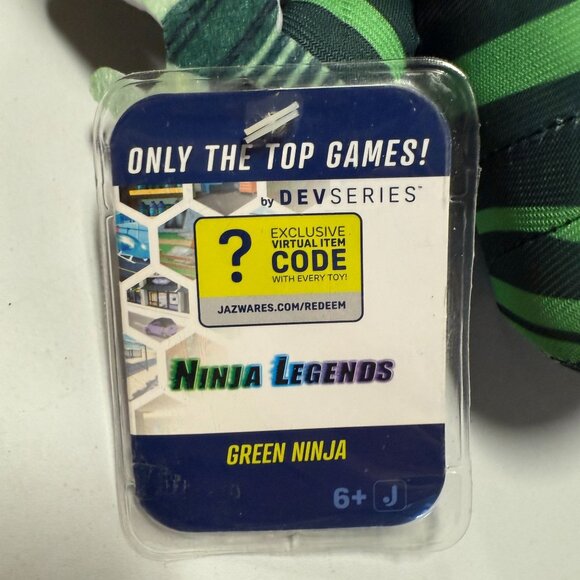 ONLY THE TOP GAMES!
by DEVSERIES™
?
EXCLUSIVE
VIRTUAL ITEM
CODE
WITH EVERY TOY!
JAZWARES.COM/REDEEM
NINJA LEGENDS
GREEN NINJA
6+ J